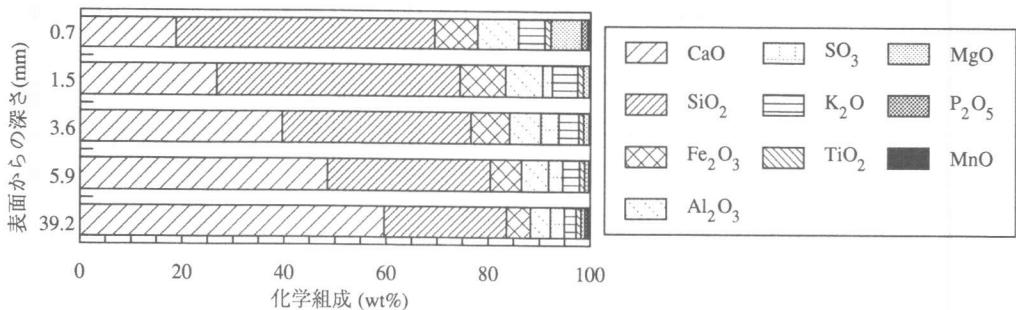 表面からの深さ(mm)
0.7
1.5
3.6
5.9
39.2
0 20 40 60 80 100
化学組成 (wt%)
CaO SO₃ MgO
SiO₂ K₂O P₂O₅
Fe₂O₃ TiO₂ MnO
Al₂O₃